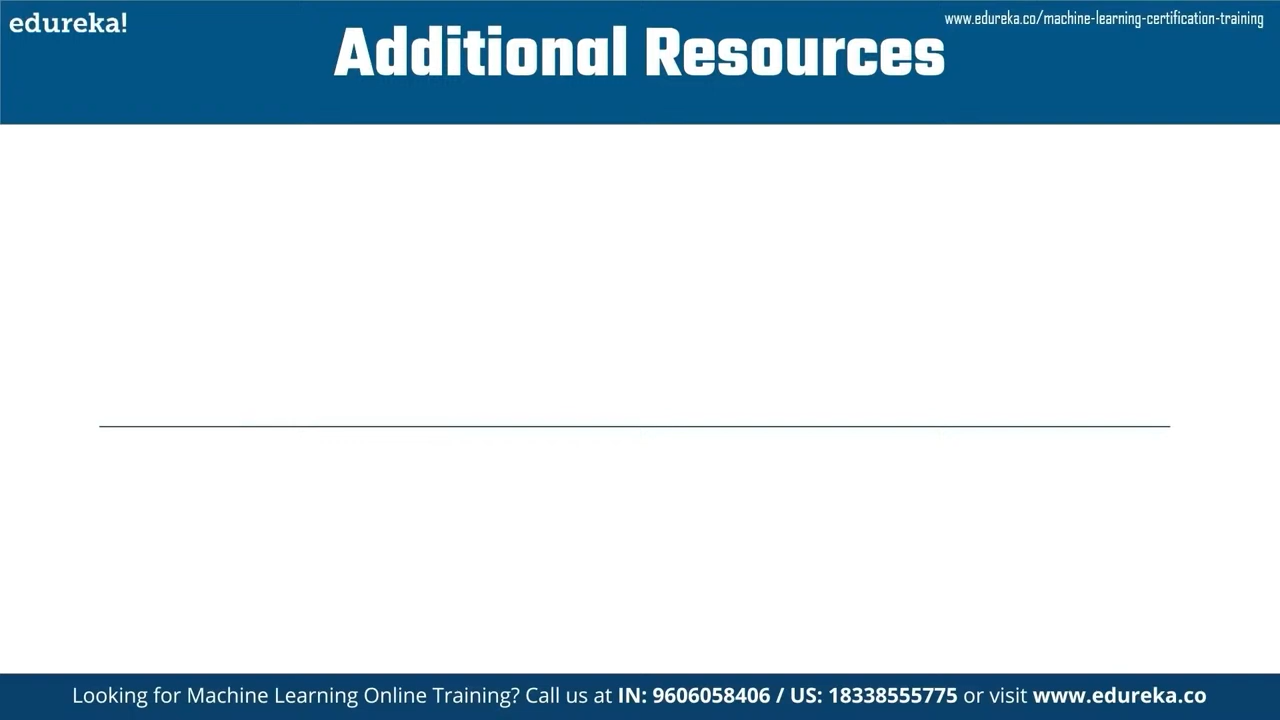 edureka!
www.edureka.co/machine-learning-certification-training
Additional Resources
Looking for Machine Learning Online Training? Call us at IN: 9606058406 / US: 18338555775 or visit www.edureka.co